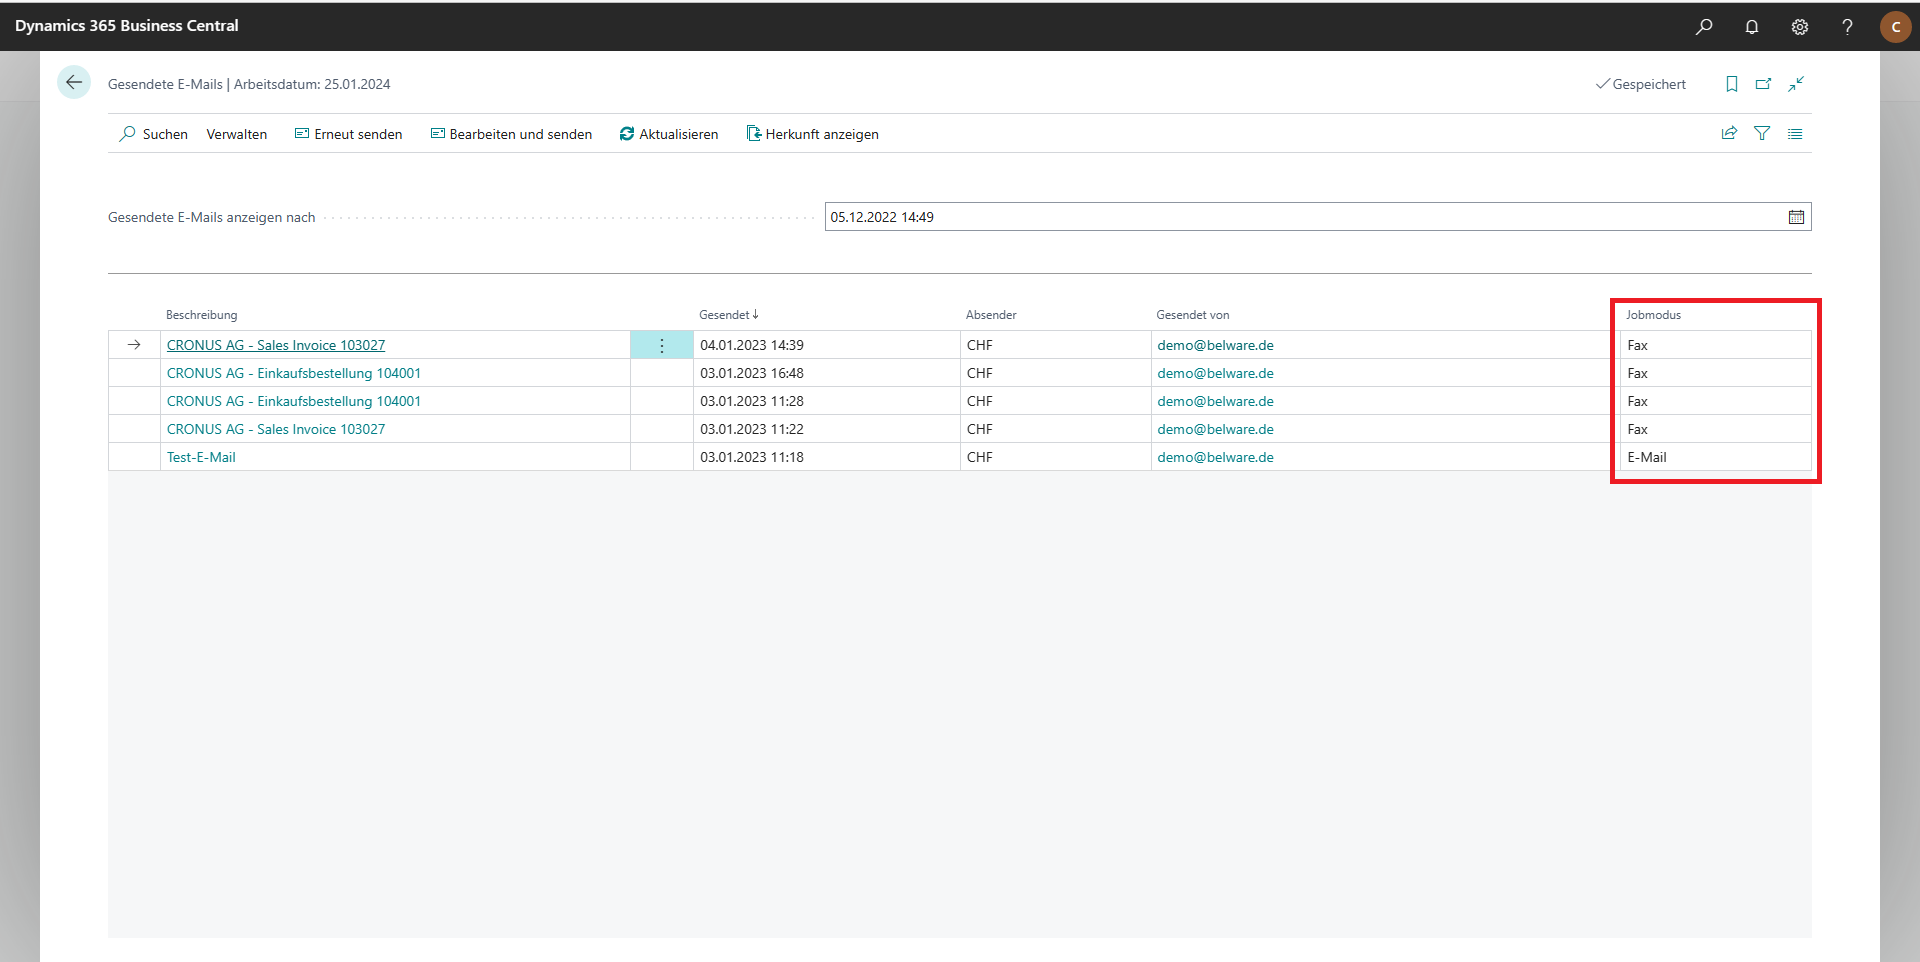 Dynamics 365 Business Central
C
Gesendete E-Mails | Arbeitsdatum: 25.01.2024
Gespeichert
Suchen Verwalten Erneut senden Bearbeiten und senden Aktualisieren Herkunft anzeigen
Gesendete E-Mails anzeigen nach 05.12.2022 14:49
Beschreibung Gesendet↓ Absender Gesendet von Jobmodus
CRONUS AG - Sales Invoice 103027 04.01.2023 14:39 CHF demo@belware.de Fax
CRONUS AG - Einkaufsbestellung 104001 03.01.2023 16:48 CHF demo@belware.de Fax
CRONUS AG - Einkaufsbestellung 104001 03.01.2023 11:28 CHF demo@belware.de Fax
CRONUS AG - Sales Invoice 103027 03.01.2023 11:22 CHF demo@belware.de Fax
Test-E-Mail 03.01.2023 11:18 CHF demo@belware.de E-Mail